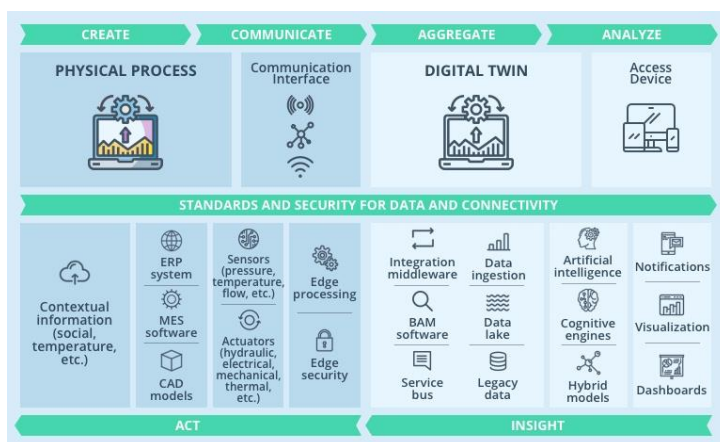 CREATE
COMMUNICATE
AGGREGATE
ANALYZE
PHYSICAL PROCESS
Communication
Interface
DIGITAL TWIN
Access
Device
STANDARDS AND SECURITY FOR DATA AND CONNECTIVITY
Contextual
information
(social,
temperature,
etc.)
ERP
system
MES
software
CAD
models
Sensors
(pressure,
temperature,
flow, etc.)
Actuators
(hydraulic,
electrical,
mechanical,
thermal,
etc.)
Edge
processing
Edge
security
Integration
middleware
BAM
software
Service
bus
Data
ingestion
Data
lake
Legacy
data
Artificial
intelligence
Cognitive
engines
Hybrid
models
Notifications
Visualization
Dashboards
ACT
INSIGHT